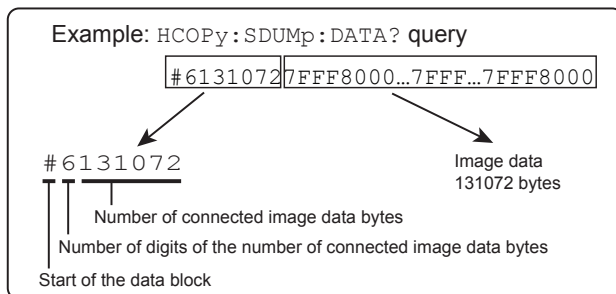 Example: HCOPy:SDUMp:DATA? query
#6131072 7FFF8000...7FFF...7FFF8000
#6131072
Image data
131072 bytes
Number of connected image data bytes
Number of digits of the number of connected image data bytes
Start of the data block